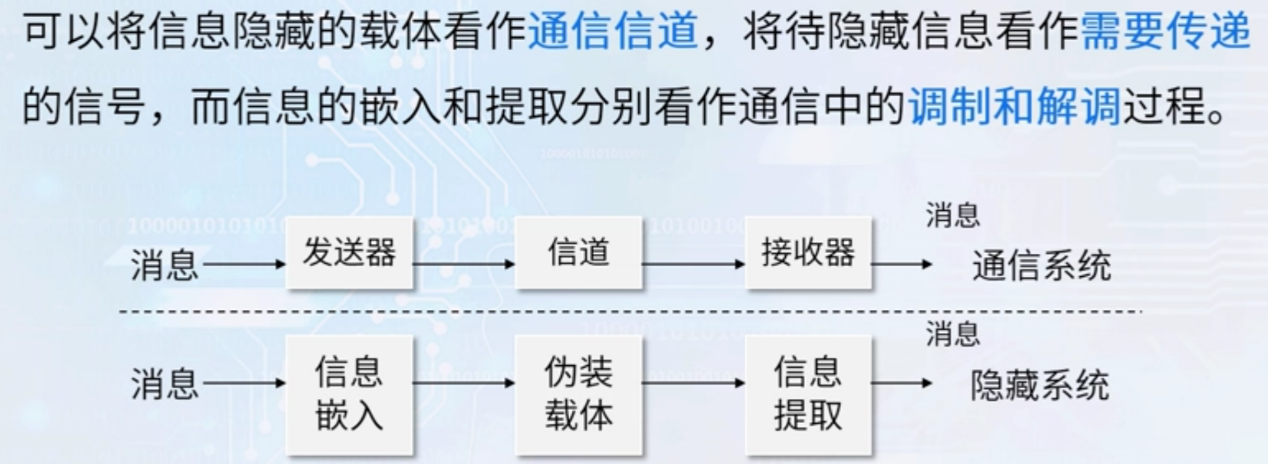 可以将信息隐藏的载体看作通信信道，将待隐藏信息看作需要传递
的信号，而信息的嵌入和提取分别看作通信中的调制和解调过程。
消息
消息 发送器 信道 接收器 通信系统
消息
消息 信息嵌入 伪装载体 信息提取 隐藏系统